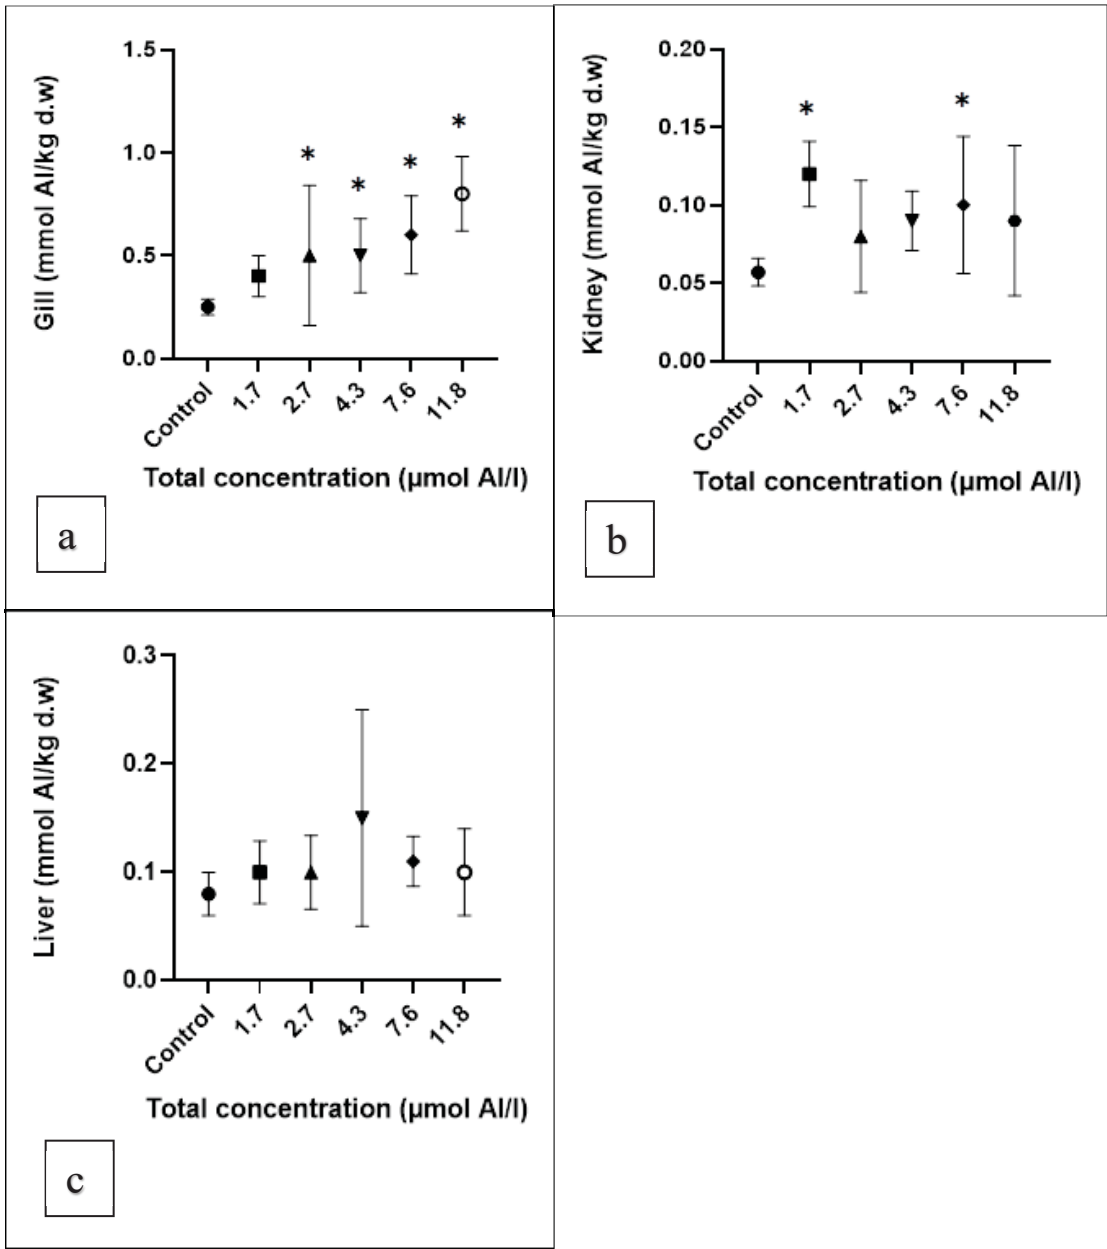 Gill (mmol Al/kg d.w)
1.5
1.0
0.5
0.0
*
*
*
*
Control
1.7
2.7
4.3
7.6
11.8
Total concentration (µmol Al/l)
a
Kidney (mmol Al/kg d.w)
0.20
0.15
0.10
0.05
0.00
*
*
Control
1.7
2.7
4.3
7.6
11.8
Total concentration (µmol Al/l)
b
Liver (mmol Al/kg d.w)
0.3
0.2
0.1
0.0
Control
1.7
2.7
4.3
7.6
11.8
Total concentration (µmol Al/l)
c